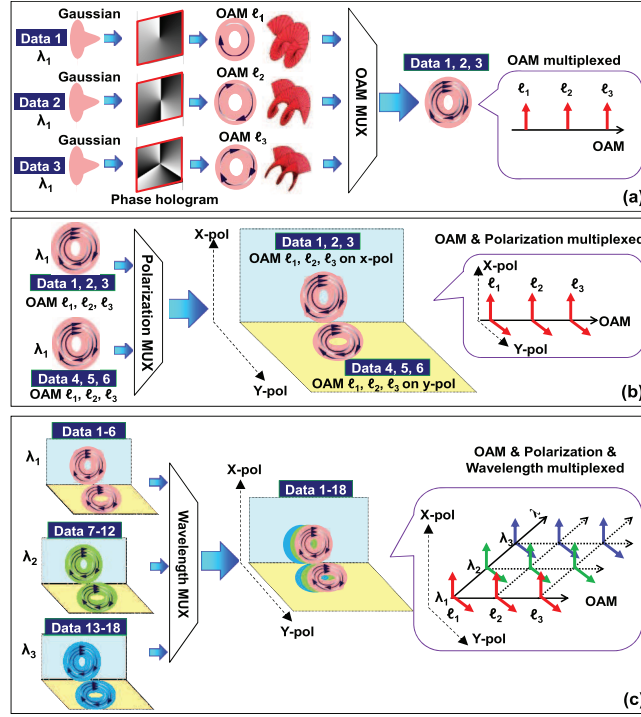 Gaussian
OAM ℓ1
Data 1
λ1
Gaussian
OAM ℓ2
Data 2
λ1
Gaussian
OAM ℓ3
Data 3
λ1
Phase hologram
OAM MUX
Data 1, 2, 3
OAM multiplexed
ℓ1 ℓ2 ℓ3
OAM
(a)
λ1
Data 1, 2, 3
OAM ℓ1, ℓ2, ℓ3
λ1
Data 4, 5, 6
OAM ℓ1, ℓ2, ℓ3
Polarization MUX
X-pol
Y-pol
Data 1, 2, 3
OAM ℓ1, ℓ2, ℓ3 on x-pol
Data 4, 5, 6
OAM ℓ1, ℓ2, ℓ3 on y-pol
OAM & Polarization multiplexed
X-pol
ℓ1 ℓ2 ℓ3
OAM
Y-pol
(b)
Data 1-6
λ1
Data 7-12
λ2
Data 13-18
λ3
Wavelength MUX
X-pol
Y-pol
Data 1-18
OAM & Polarization &
Wavelength multiplexed
X-pol
λ3
λ2
λ1
ℓ1 ℓ2 ℓ3
OAM
Y-pol
(c)